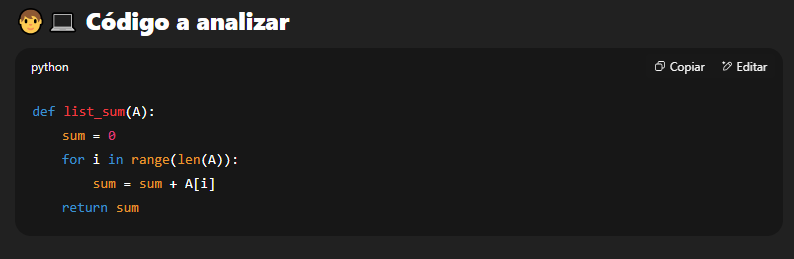 Código a analizar
python Copiar Editar
def list_sum(A):
    sum = 0
    for i in range(len(A)):
        sum = sum + A[i]
    return sum